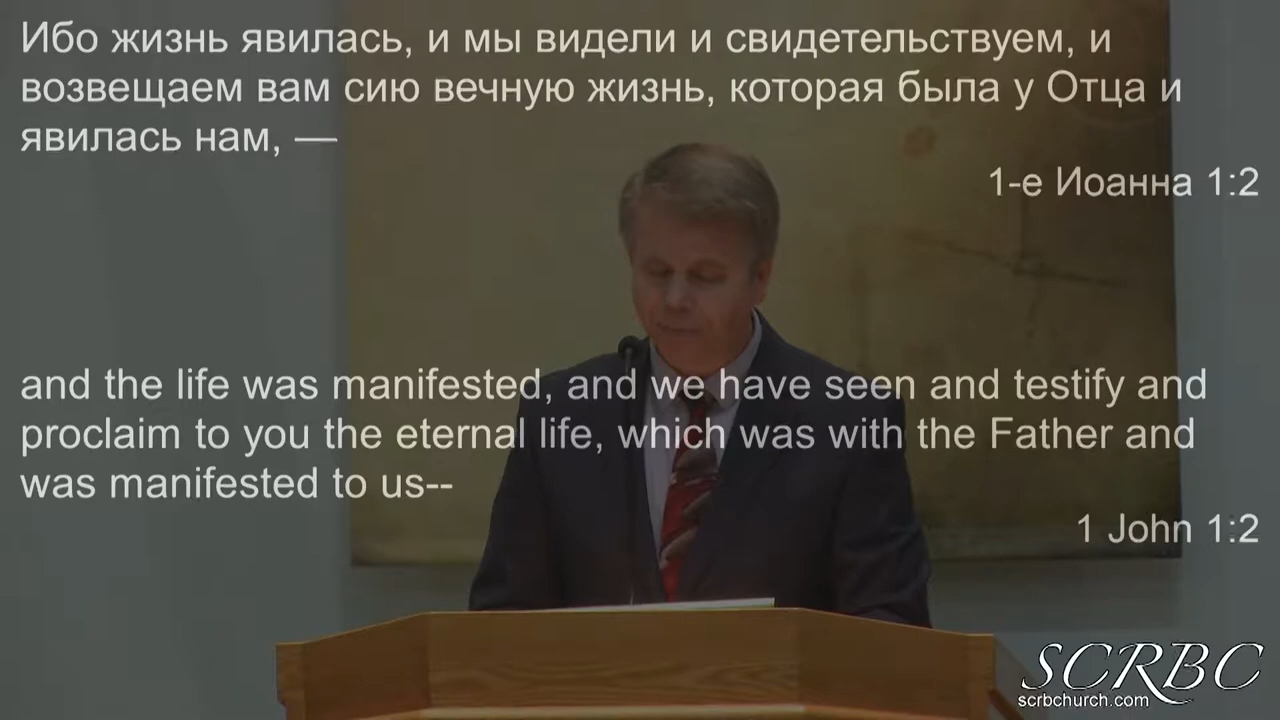 Ибо жизнь явилась, и мы видели и свидетельствуем, и
возвещаем вам сию вечную жизнь, которая была у Отца и
явилась нам, —
1-е Иоанна 1:2
and the life was manifested, and we have seen and testify and
proclaim to you the eternal life, which was with the Father and
was manifested to us--
1 John 1:2
SCRBC
scrbchurch.com